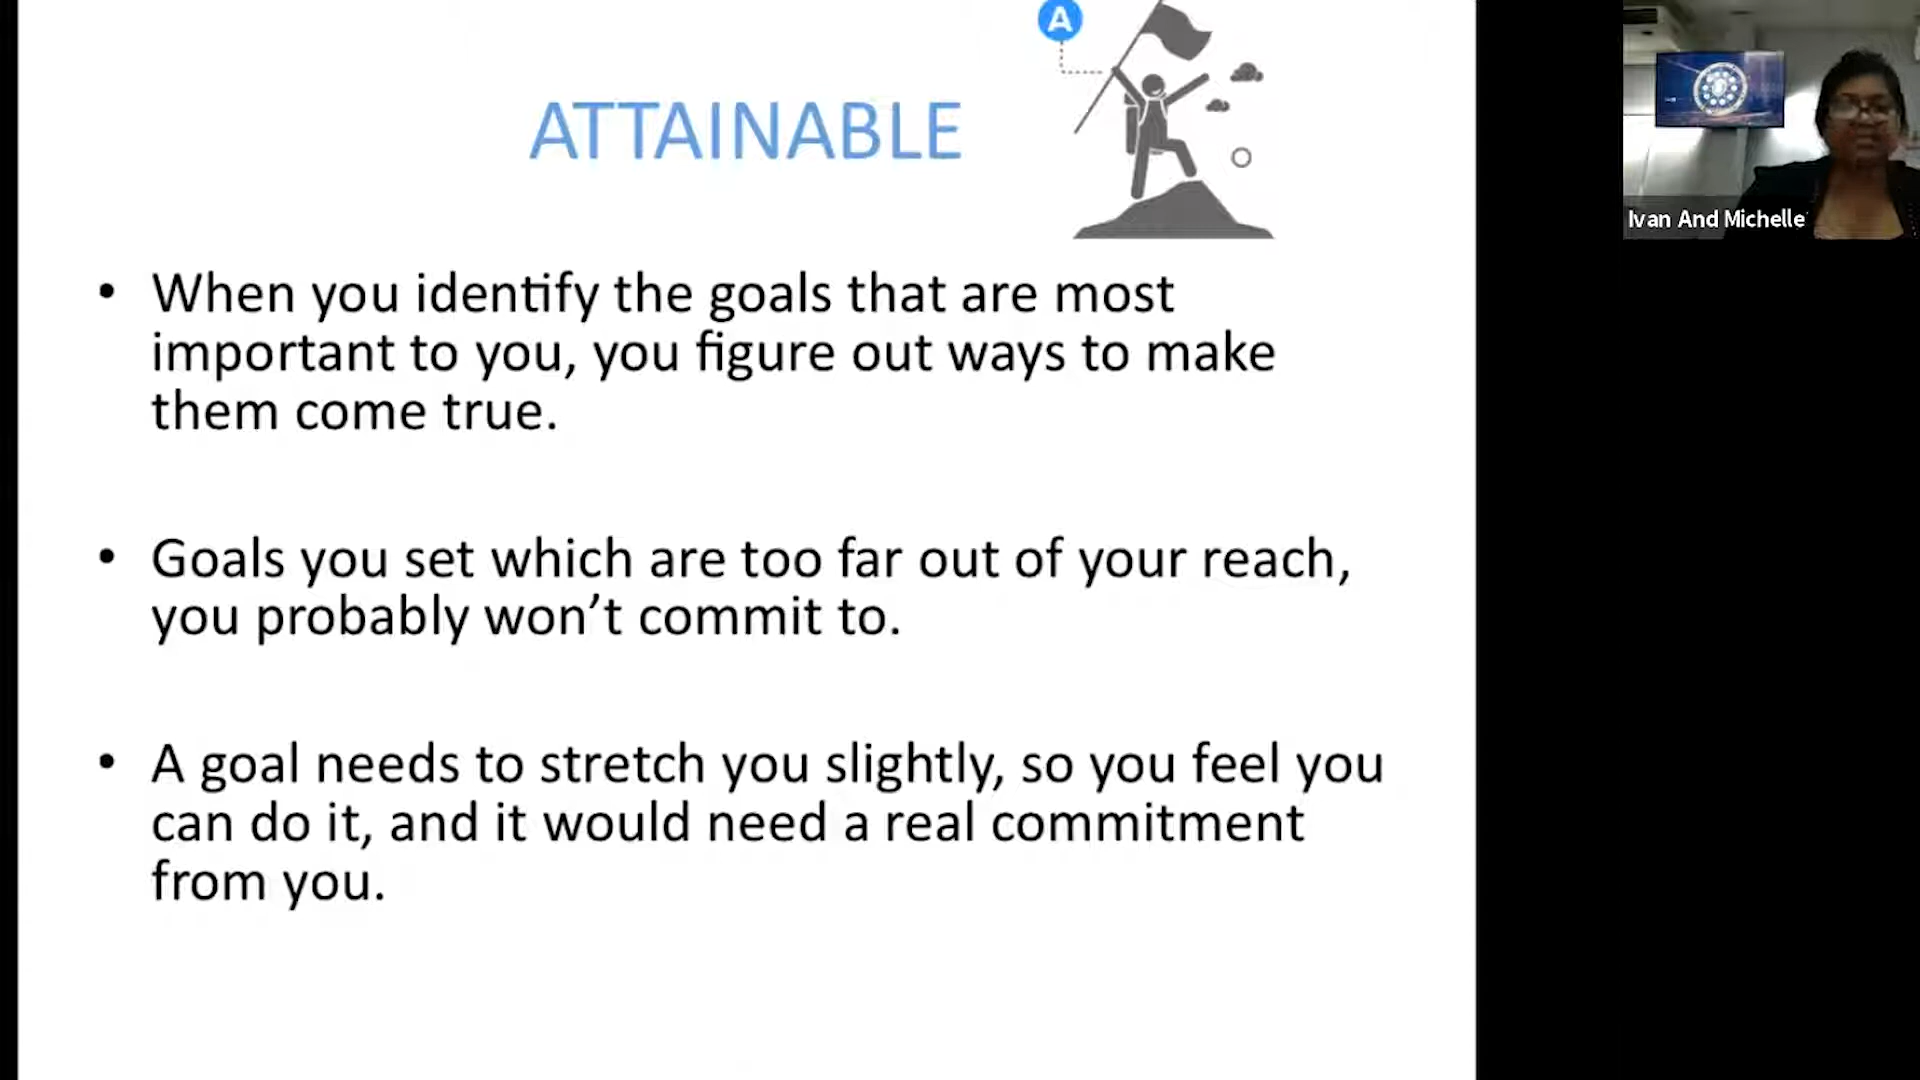 A
ATTAINABLE
Ivan And Michelle
• When you identify the goals that are most
important to you, you figure out ways to make
them come true.
• Goals you set which are too far out of your reach,
you probably won’t commit to.
• A goal needs to stretch you slightly, so you feel you
can do it, and it would need a real commitment
from you.